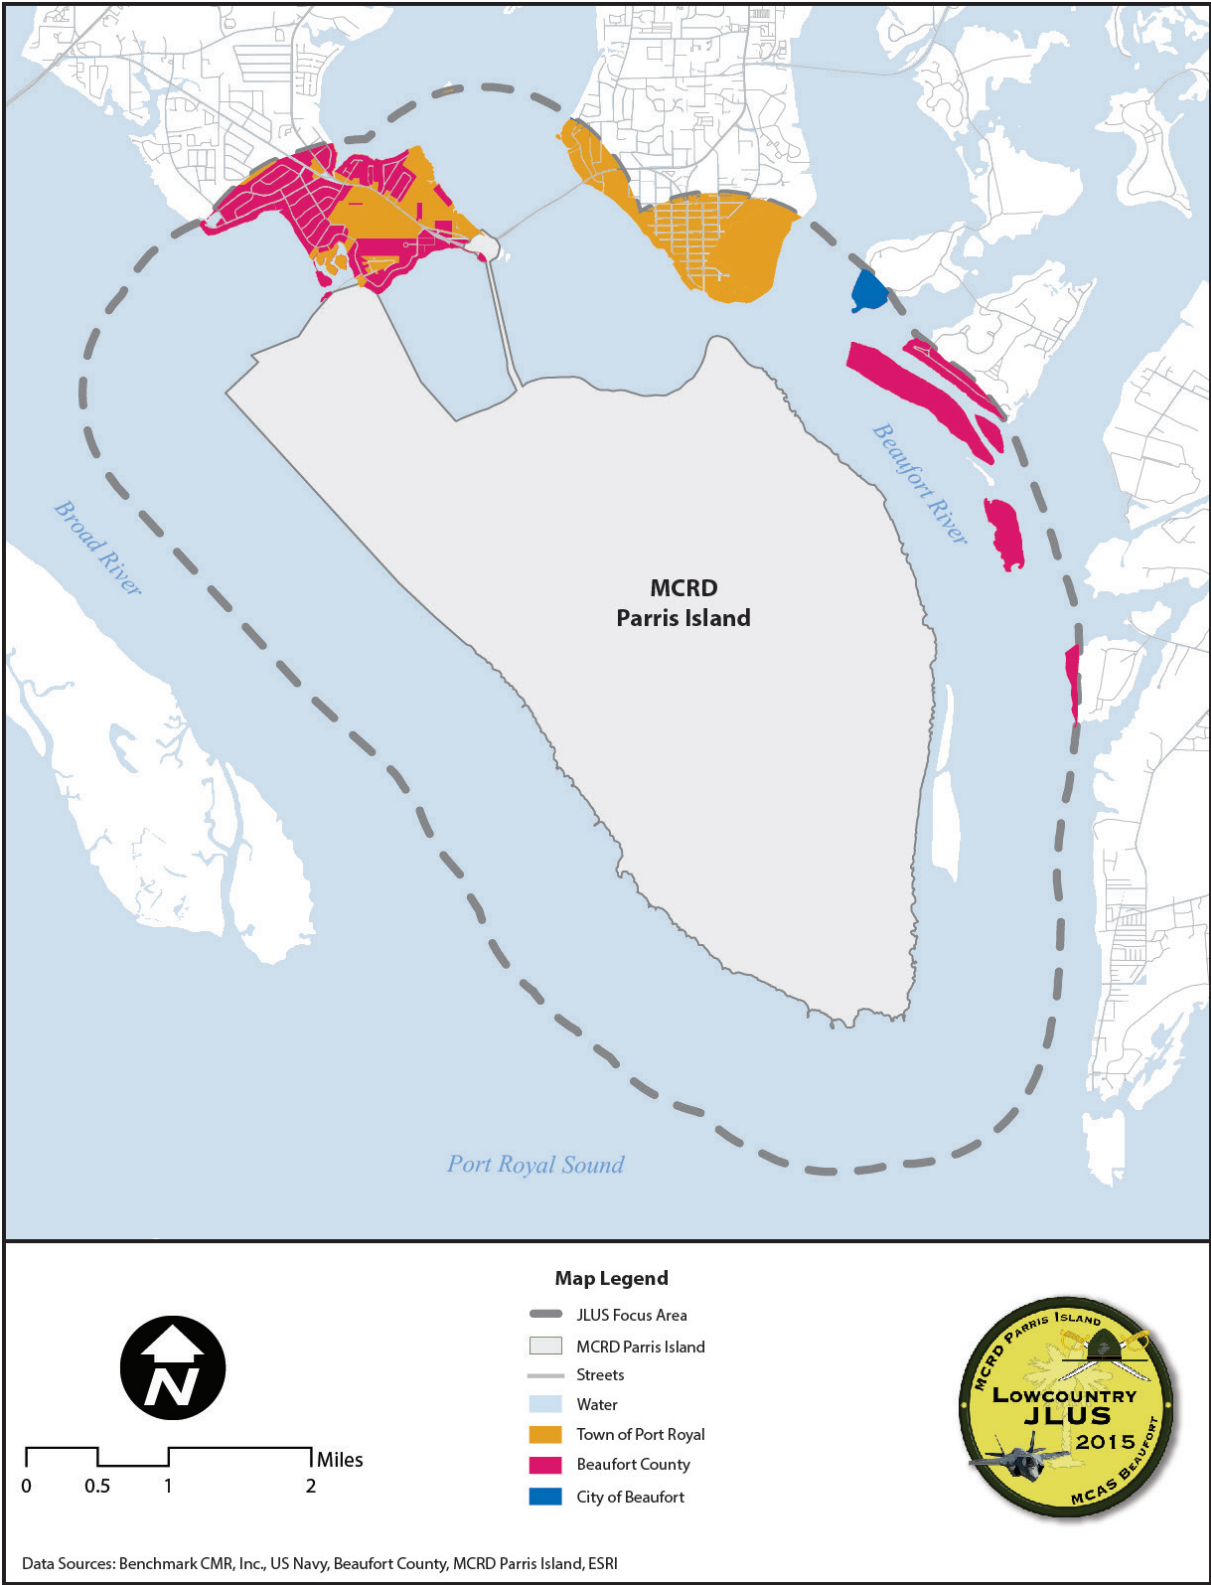 Beaufort River
Broad River
MCRD
Parris Island
Port Royal Sound
Map Legend
JLUS Focus Area
MCRD Parris Island
Streets
Water
Town of Port Royal
Beaufort County
City of Beaufort
N
Miles
0 0.5 1 2
MCRD PARRIS ISLAND
LOWCOUNTRY
JLUS
2015
MCAS BEAUFORT
Data Sources: Benchmark CMR, Inc., US Navy, Beaufort County, MCRD Parris Island, ESRI